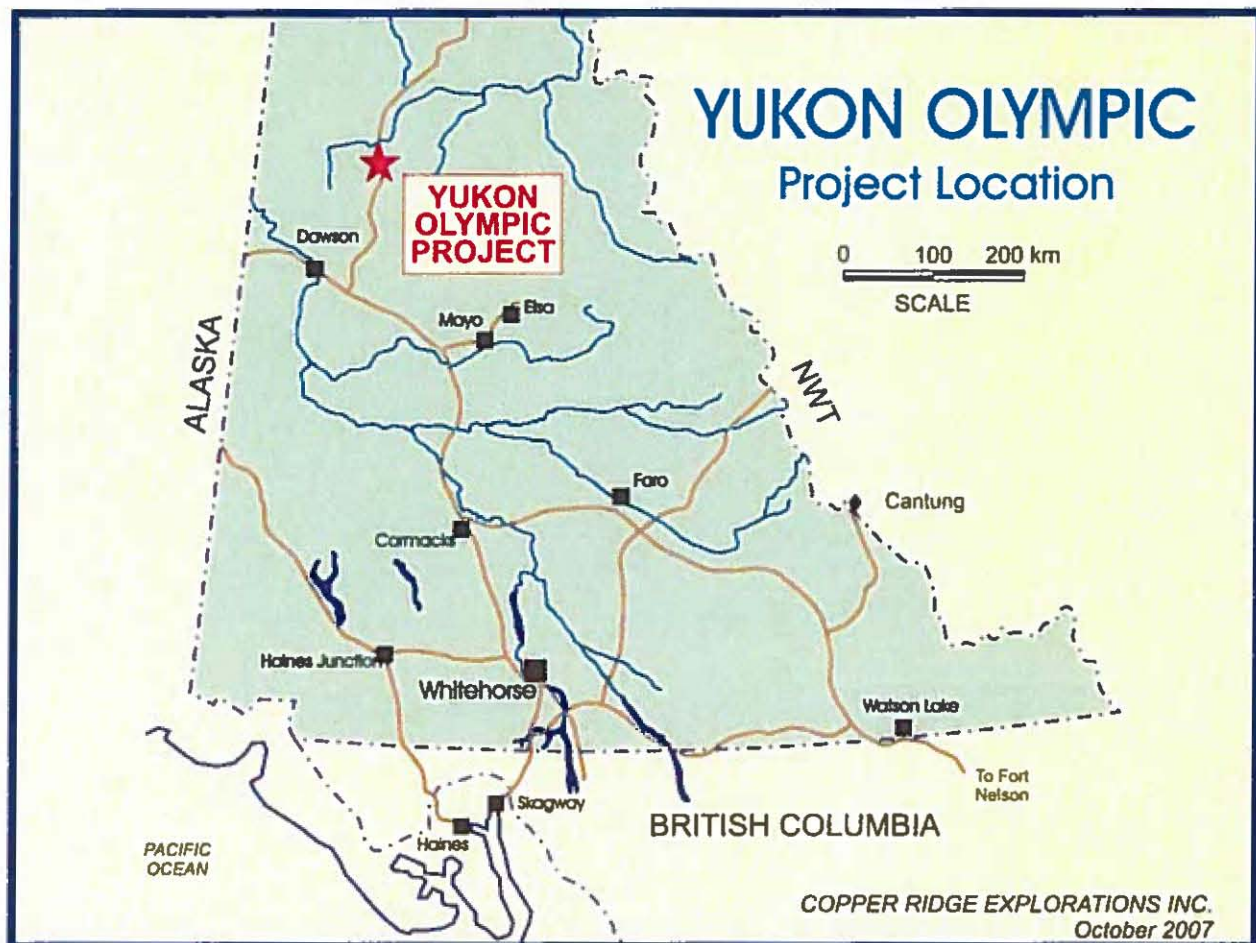 YUKON OLYMPIC
Project Location
0 100 200 km
SCALE
YUKON
OLYMPIC
PROJECT
Dawson
Elsa
Mayo
ALASKA
NWT
Faro
Cantung
Carmacks
Haines Junction
Whitehorse
Watson Lake
To Fort
Nelson
Skagway
Haines
BRITISH COLUMBIA
PACIFIC
OCEAN
COPPER RIDGE EXPLORATIONS INC.
October 2007